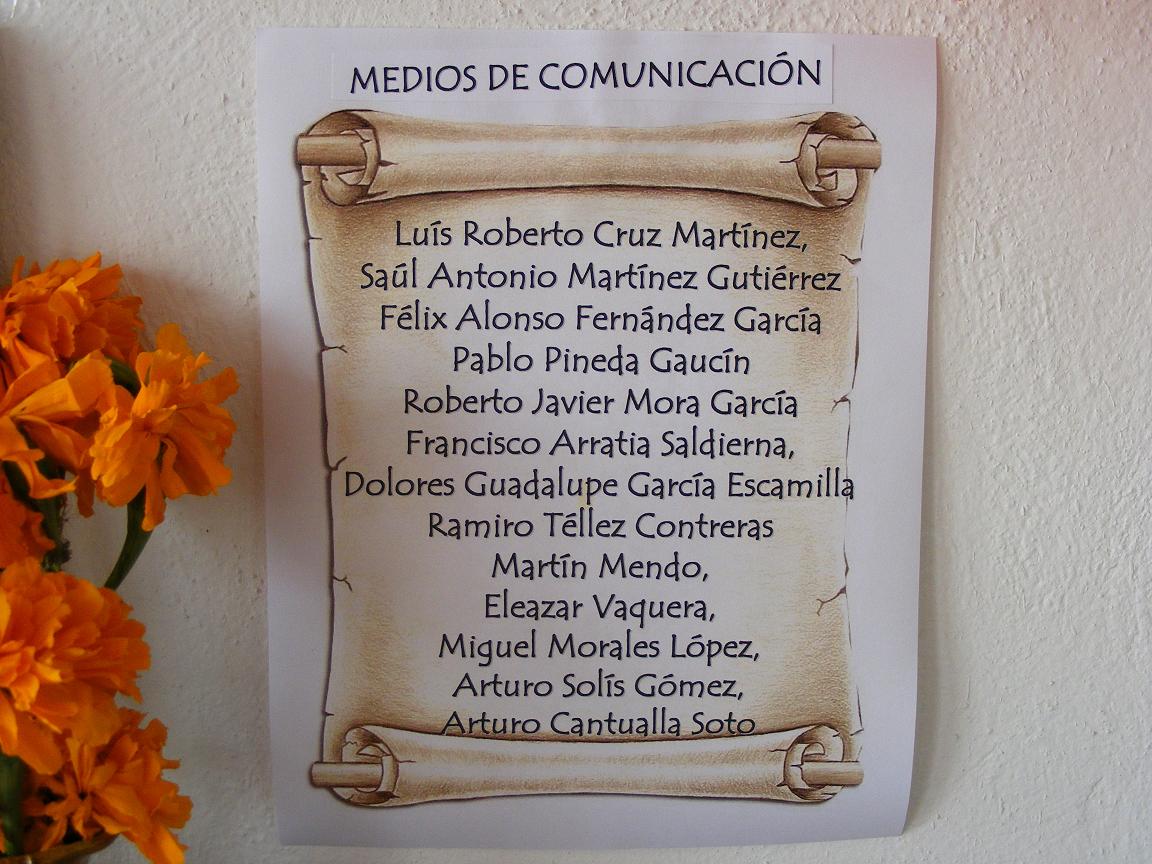 MEDIOS DE COMUNICACIÓN
Luís Roberto Cruz Martínez,
Saúl Antonio Martínez Gutiérrez
Félix Alonso Fernández García
Pablo Pineda Gaucín
Roberto Javier Mora García
Francisco Arratia Saldierna,
Dolores Guadalupe García Escamilla
Ramiro Téllez Contreras
Martín Mendo,
Eleazar Vaquera,
Miguel Morales López,
Arturo Solís Gómez,
Arturo Cantualla Soto